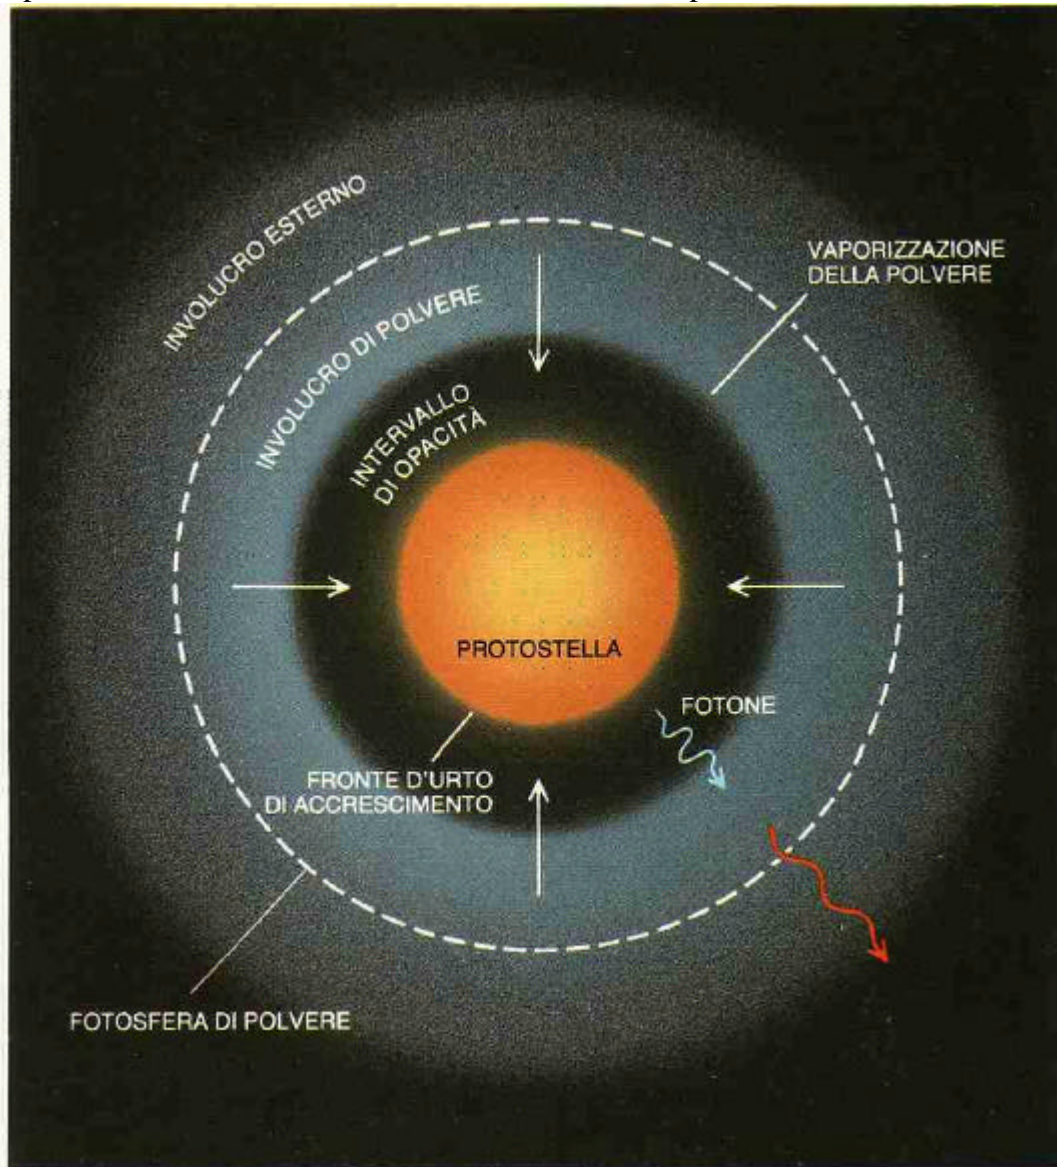 INVOLUCRO ESTERNO
VAPORIZZAZIONE
DELLA POLVERE
INVOLUCRO DI POLVERE
INTERVALLO
DI OPACITÀ
PROTOSTELLA
FOTONE
FRONTE D'URTO
DI ACCRESCIMENTO
FOTOSFERA DI POLVERE